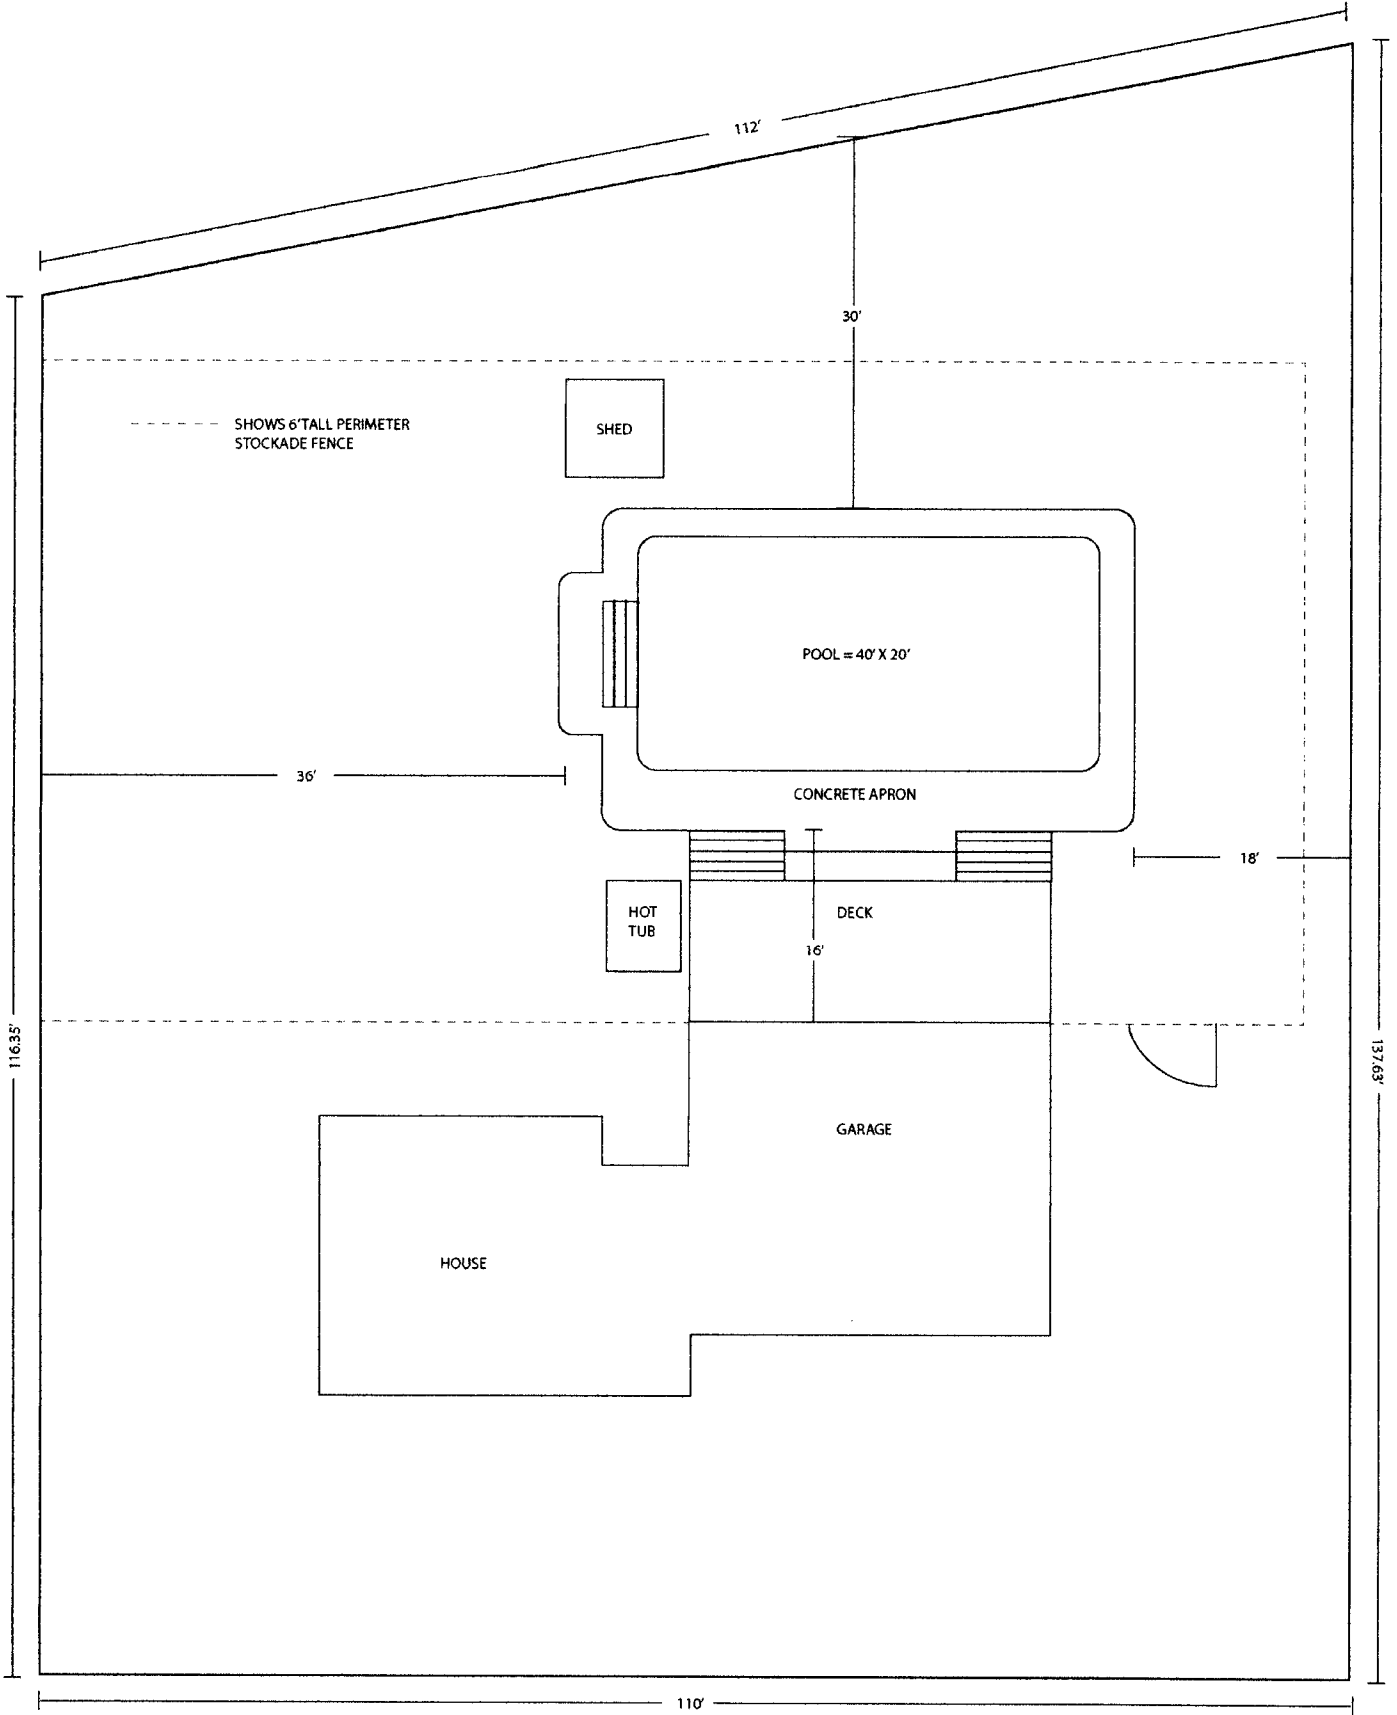 112'
30'
SHOWS 6'TALL PERIMETER
STOCKADE FENCE
SHED
POOL = 40' X 20'
36'
CONCRETE APRON
18'
HOT
TUB
DECK
16'
116.35'
137.63'
GARAGE
HOUSE
110'